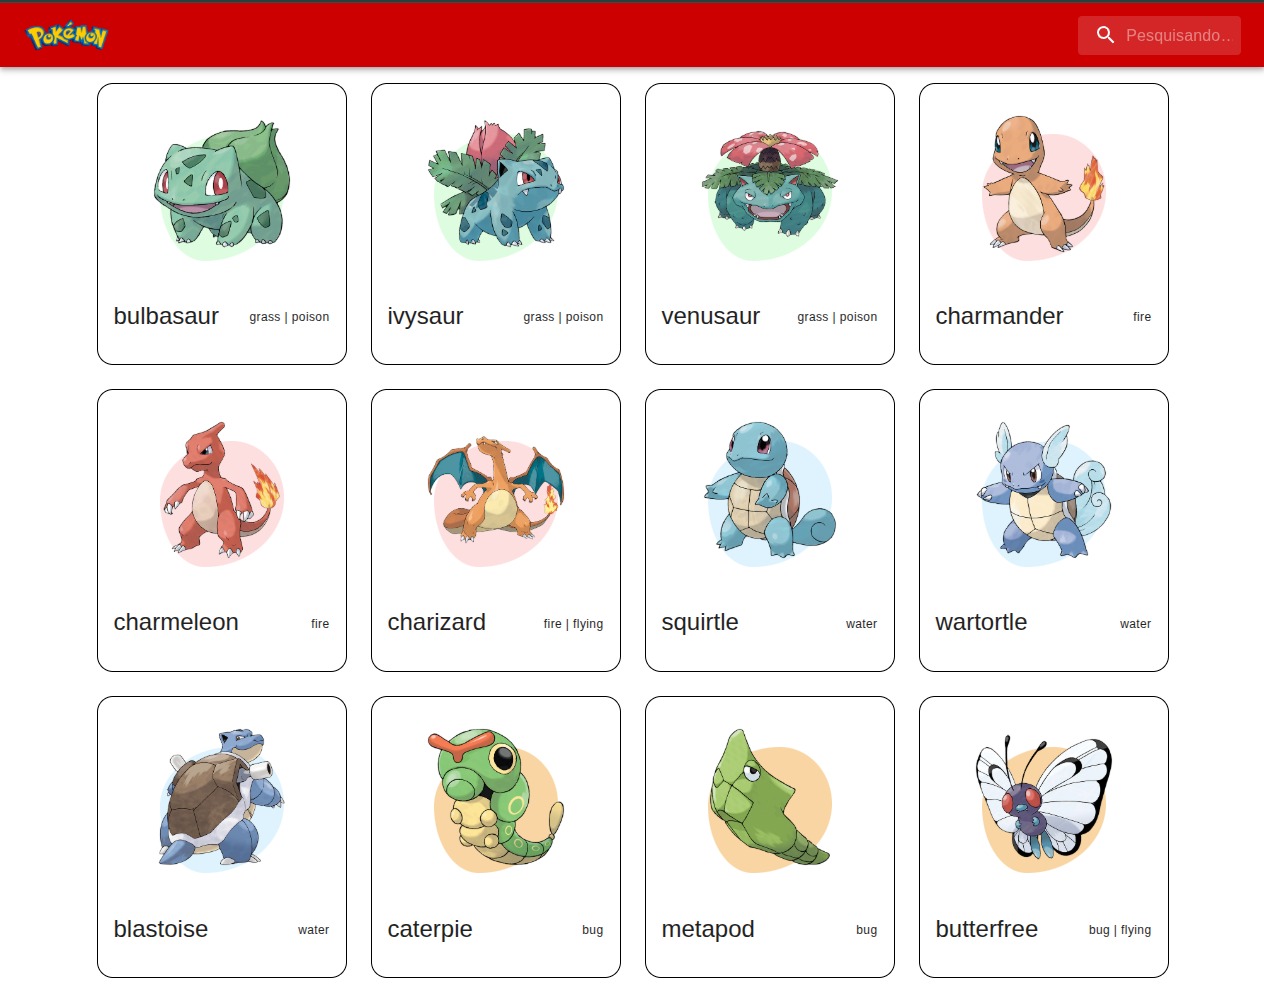 Pokémon
Pesquisando..
bulbasaur grass | poison
ivysaur grass | poison
venusaur grass | poison
charmander fire
charmeleon fire
charizard fire | flying
squirtle water
wartortle water
blastoise water
caterpie bug
metapod bug
butterfree bug | flying